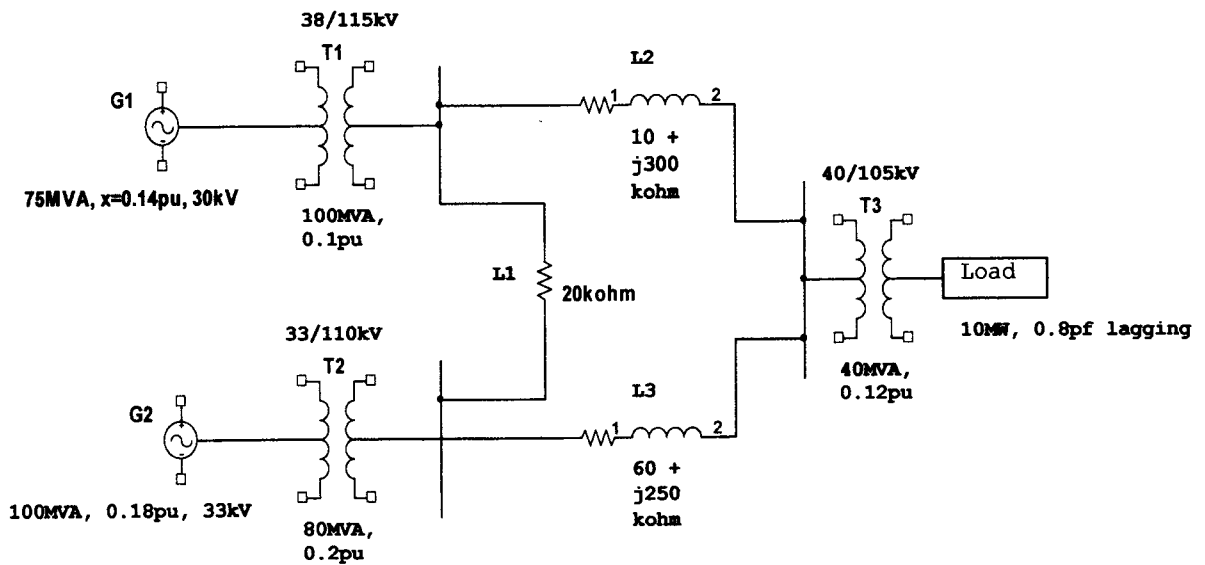 38/115kV
T1
G1
75MVA, x=0.14pu, 30kV
100MVA,
0.1pu
L2
1
2
10 +
j300
kohm
40/105kV
T3
L1
20kohm
Load
10MW, 0.8pf lagging
40MVA,
0.12pu
33/110kV
T2
G2
100MVA, 0.18pu, 33kV
80MVA,
0.2pu
L3
1
2
60 +
j250
kohm